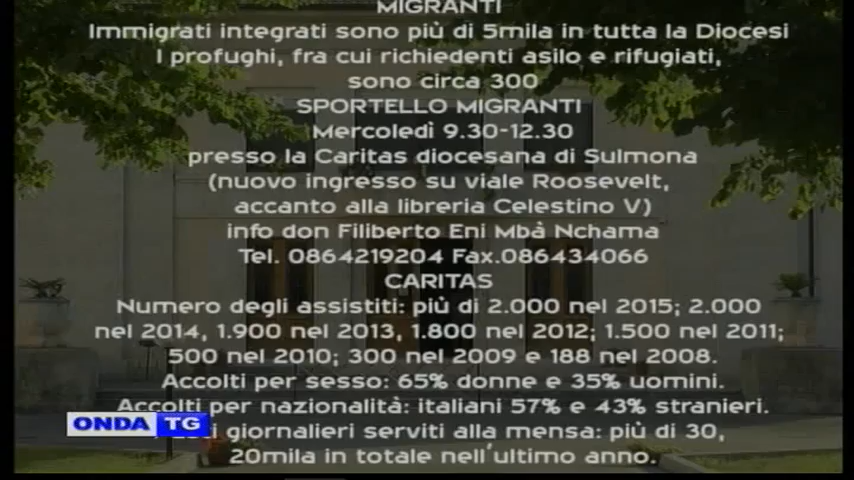 MIGRANTI
Immigrati integrati sono più di 5mila in tutta la Diocesi
I profughi, fra cui richiedenti asilo e rifugiati,
sono circa 300
SPORTELLO MIGRANTI
Mercoledì 9.30-12.30
presso la Caritas diocesana di Sulmona
(nuovo ingresso su viale Roosevelt,
accanto alla libreria Celestino V)
info don Filiberto Eni Mbà Nchama
Tel. 0864219204 Fax.086434066
CARITAS
Numero degli assistiti: più di 2.000 nel 2015; 2.000
nel 2014, 1.900 nel 2013, 1.800 nel 2012; 1.500 nel 2011;
500 nel 2010; 300 nel 2009 e 188 nel 2008.
Accolti per sesso: 65% donne e 35% uomini.
Accolti per nazionalità: italiani 57% e 43% stranieri.
ONDA TG
i giornalieri serviti alla mensa: più di 30,
20mila in totale nell'ultimo anno.